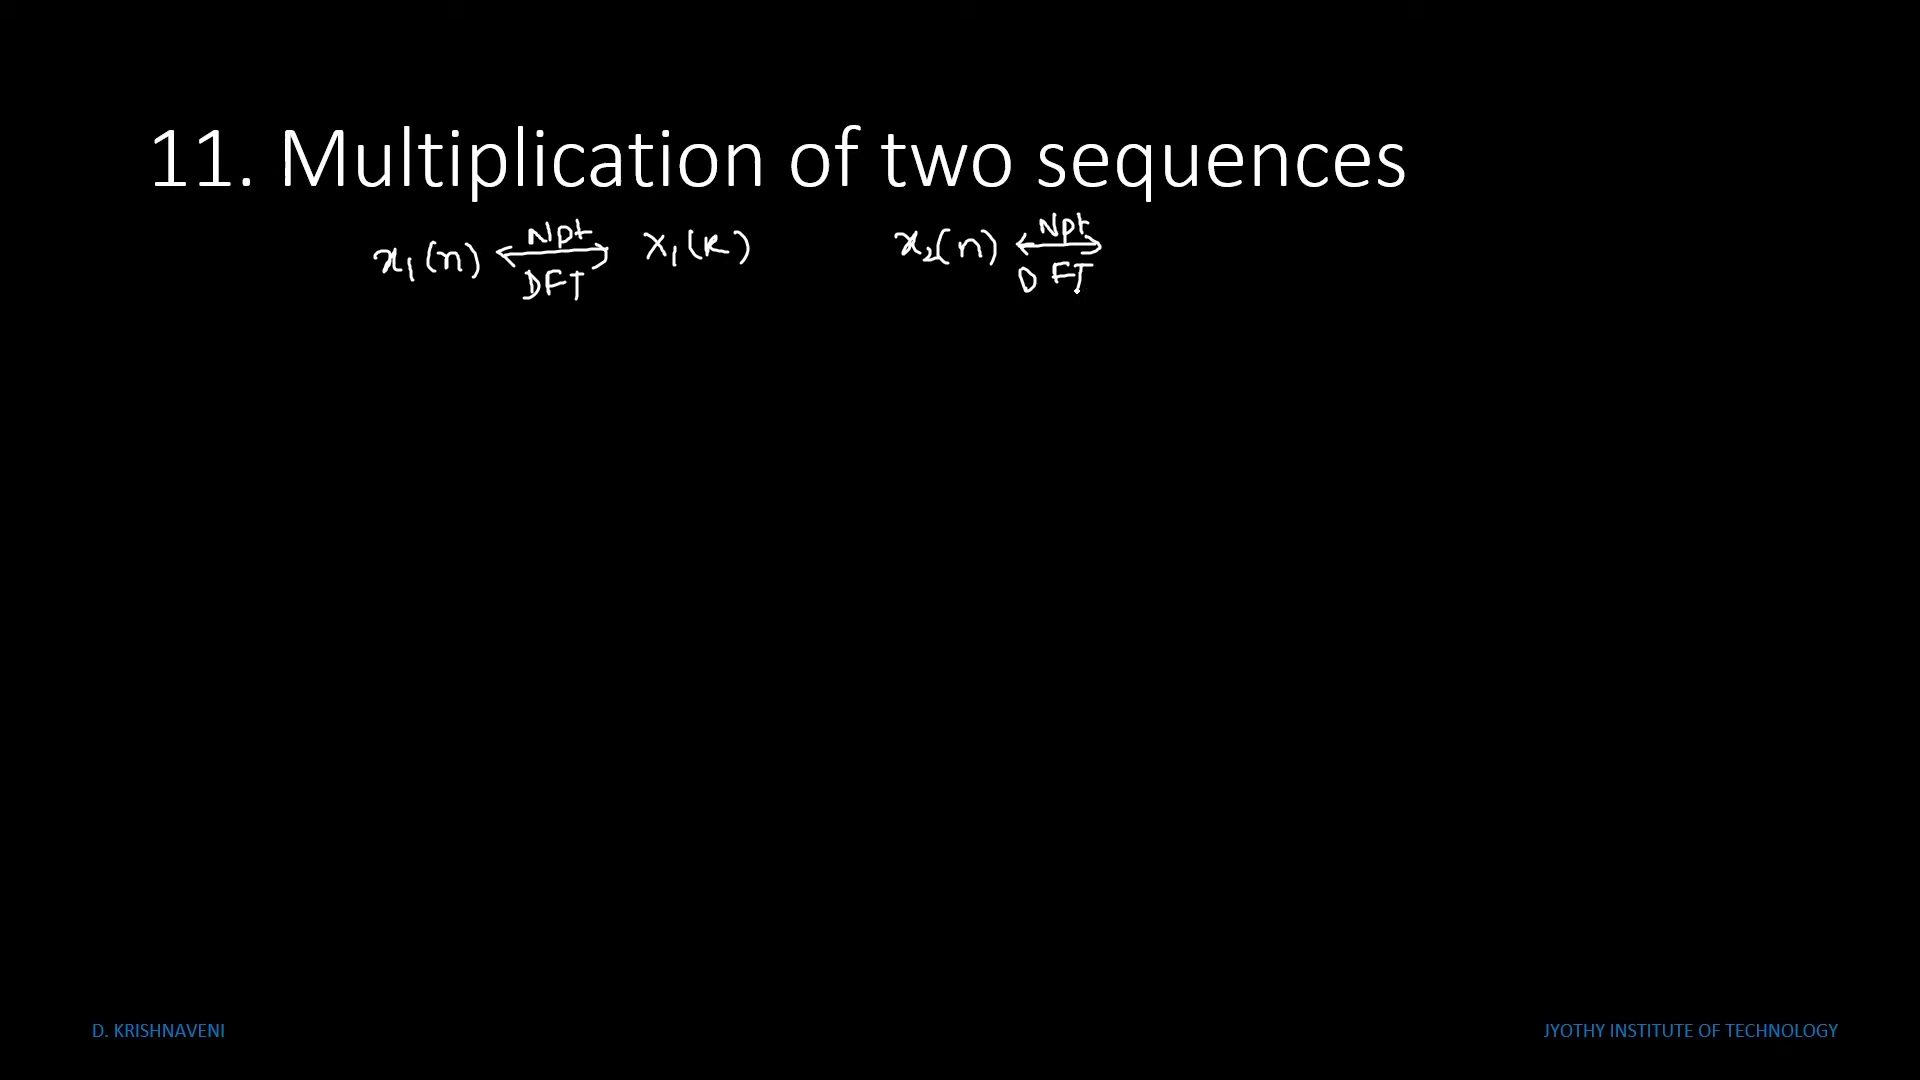 11. Multiplication of two sequences
x₁(n) ⟷ Npt DFT X₁(K) x₂(n) ⟷ Npt DFT
D. KRISHNAVENI
JYOTHY INSTITUTE OF TECHNOLOGY